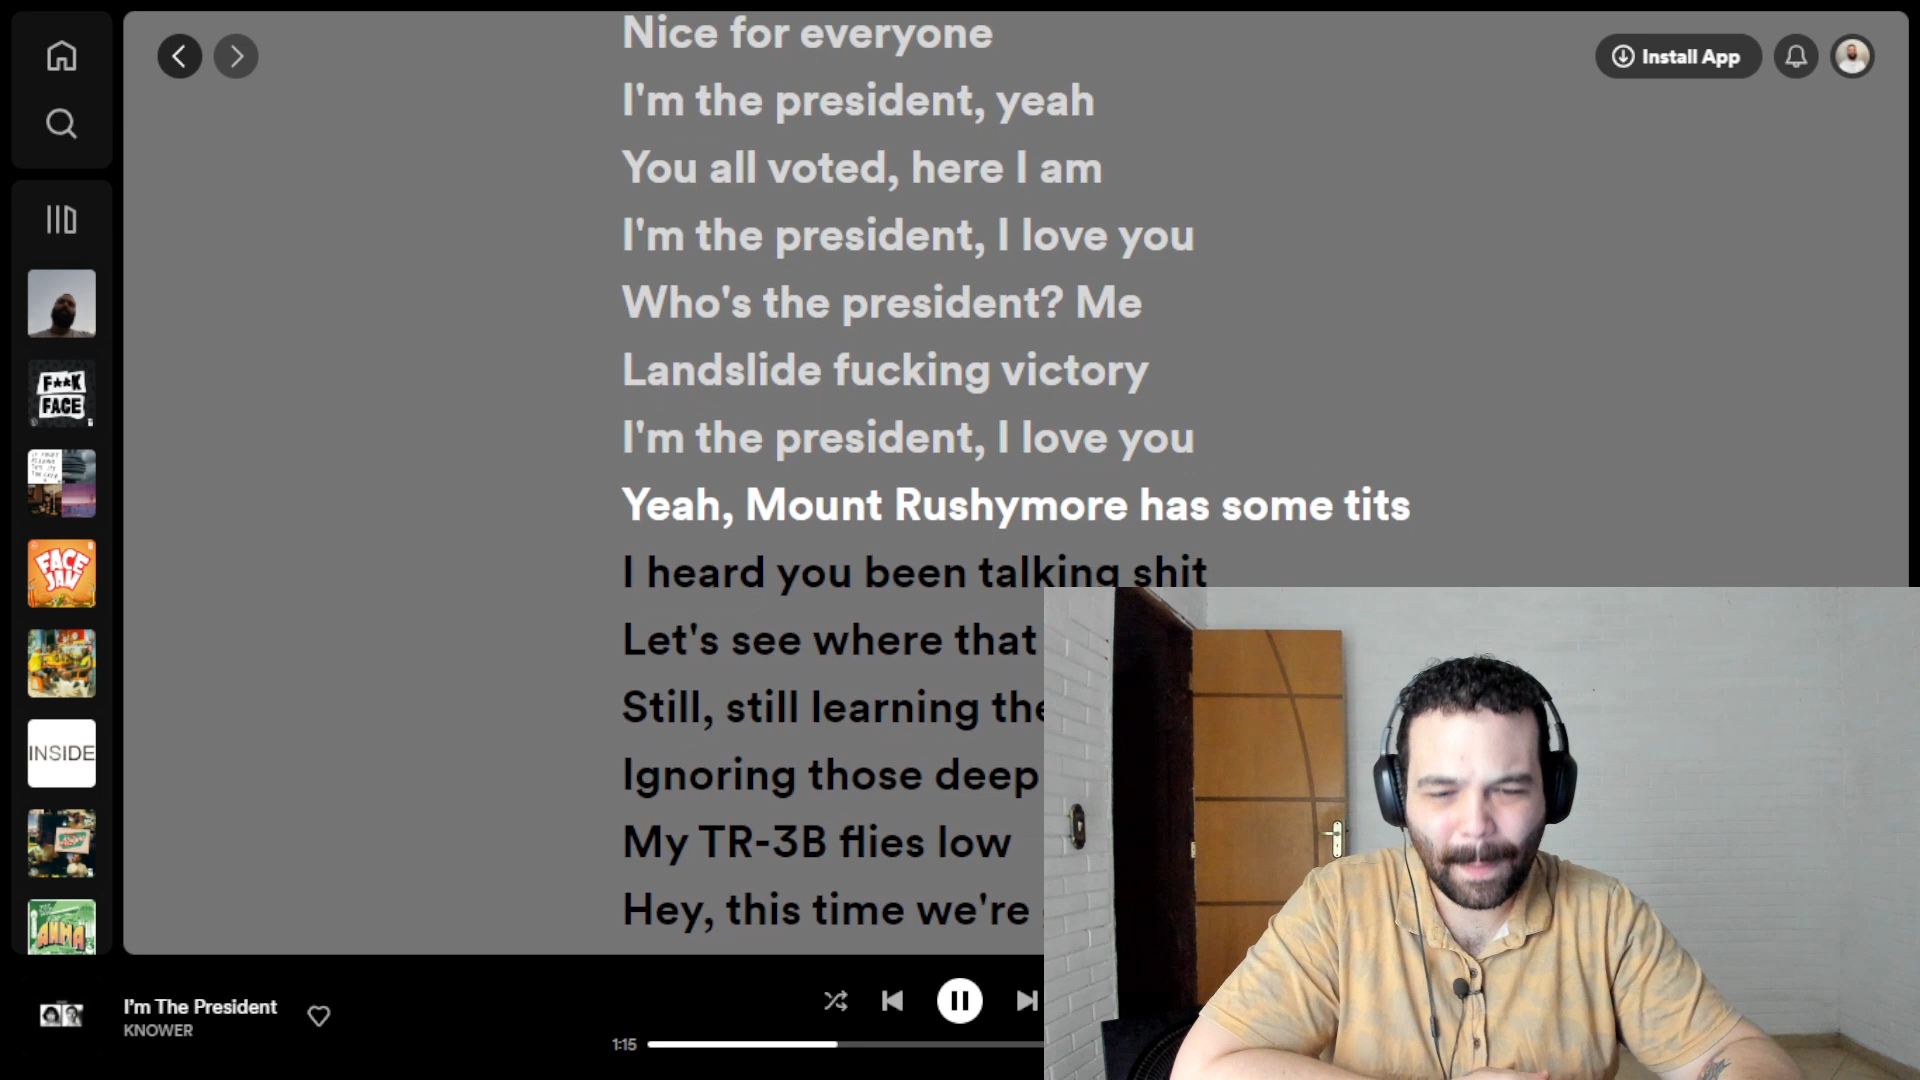 Nice for everyone
Install App
I'm the president, yeah
You all voted, here I am
I'm the president, I love you
Who's the president? Me
Landslide fucking victory
I'm the president, I love you
Yeah, Mount Rushymore has some tits
I heard you been talking shit
Let's see where that
Still, still learning the
Ignoring those deep
My TR-3B flies low
Hey, this time we're
F**K
FACE
FACE
JAM
INSIDE
I'm The President
KNOWER
1:15